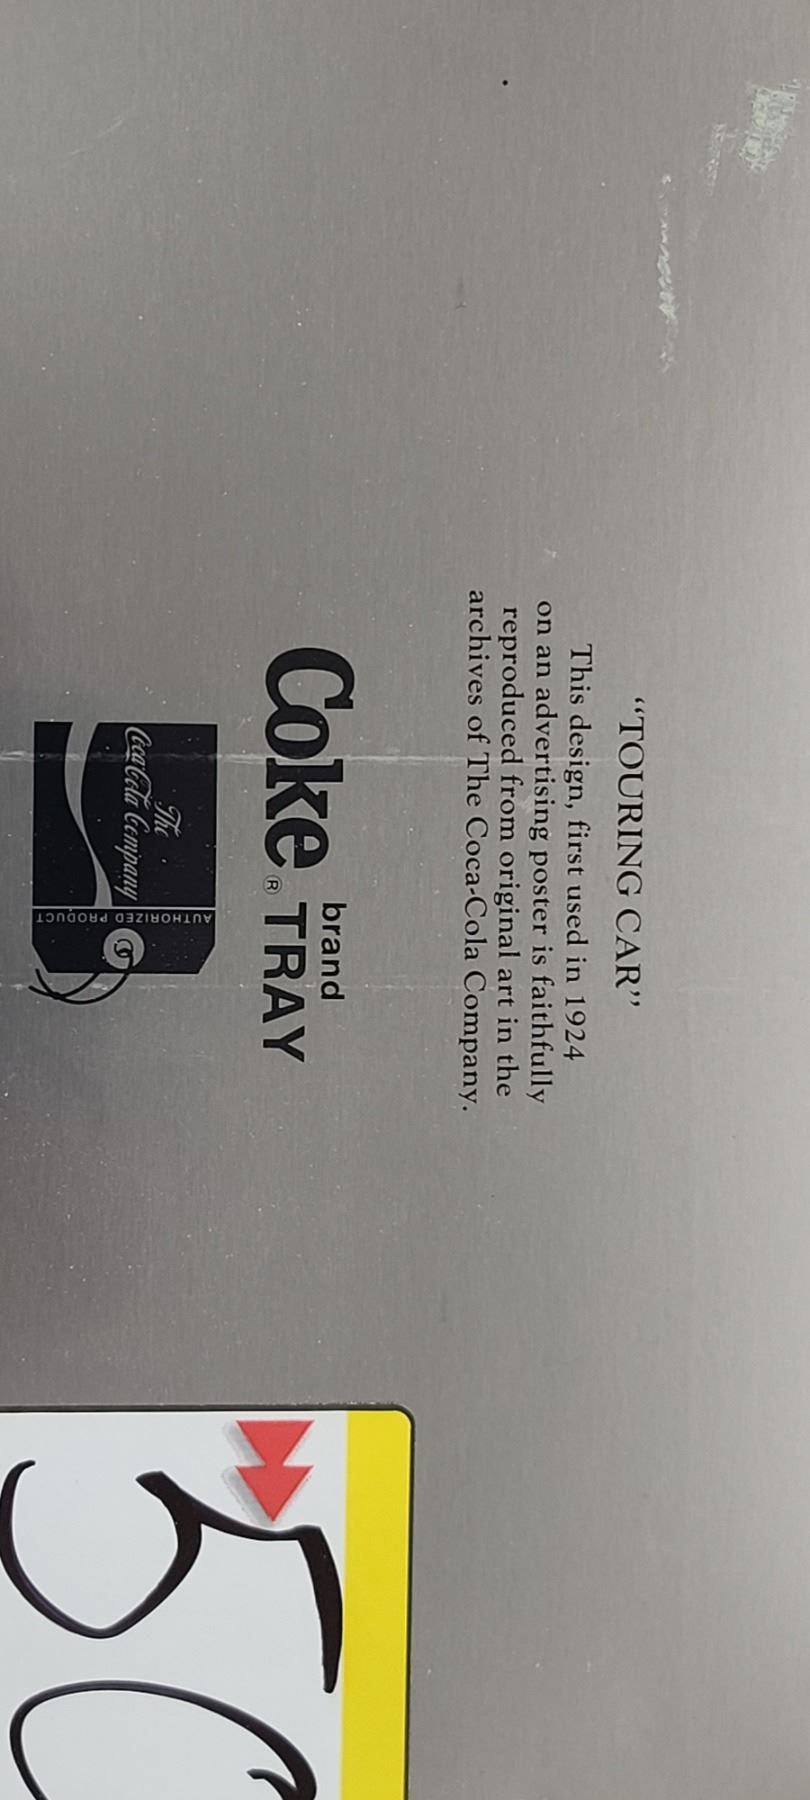 “TOURING CAR”
This design, first used in 1924
on an advertising poster is faithfully
reproduced from original art in the
archives of The Coca-Cola Company.
Coke® brand TRAY
The
Coca-Cola Company
AUTHORIZED PRODUCT
50